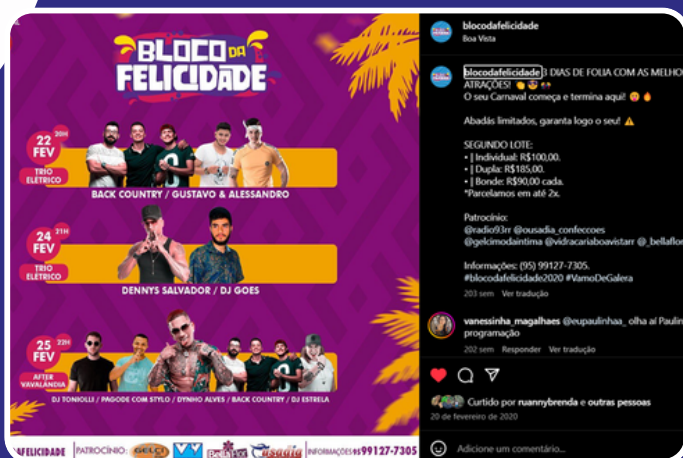 BLOCO DA
FELICIDADE
22 20H
FEV
TRIO
ELÉTRICO
BACK COUNTRY / GUSTAVO & ALESSANDRO
24 21H
FEV
TRIO
ELÉTRICO
DENNYS SALVADOR / DJ GOES
25 22H
FEV
AFTER
VAVALÂNDIA
DJ TONIOLLI / PAGODE COM STYLO / DYNHO ALVES / BACK COUNTRY / DJ ESTRELA
FELICIDADE PATROCÍNIO: GELCI Bella Flor Ousadia INFORMAÇÕES 95 99127-7305
blocodafelicidade
Boa Vista
blocodafelicidade 3 DIAS DE FOLIA COM AS MELHO
ATRAÇÕES!
O seu Carnaval começa e termina aqui!
Abadás limitados, garanta logo o seu!
SEGUNDO LOTE:
• | Individual: R$100,00.
• | Dupla: R$185,00.
• | Bonde: R$90,00 cada.
*Parcelamos em até 2x.
Patrocínio:
@radio93rr @ousadia_confeccoes
@gelcimodaintima @vidracariaboavistarr @_bellaflor
Informações: (95) 99127-7305.
#blocodafelicidade2020 #VamoDeGalera
203 sem Ver tradução
vanessinha_magalhaes @eupaulinhaa_ olha aí Paulin
programação
202 sem Responder Ver tradução
Curtido por ruannybrenda e outras pessoas
20 de fevereiro de 2020
Adicione um comentário...